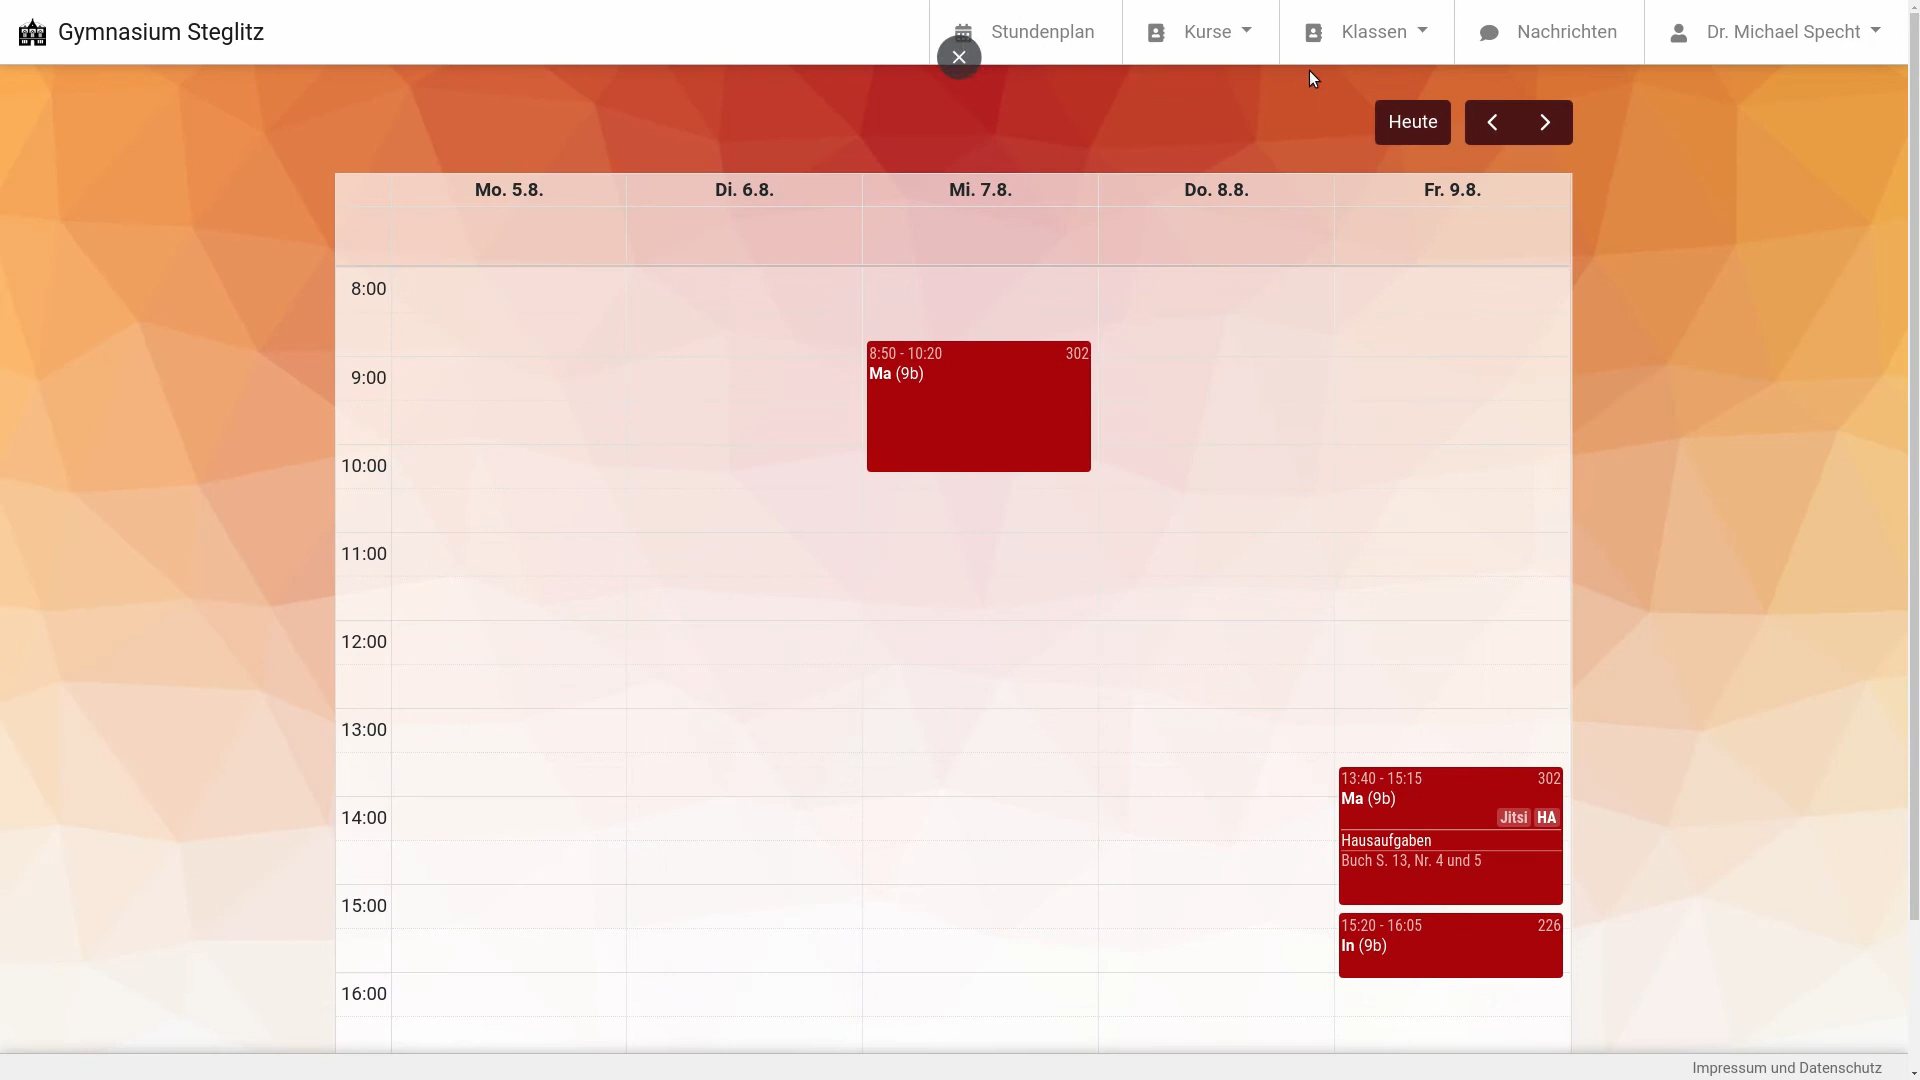 Gymnasium Steglitz
Stundenplan
Kurse
Klassen
Nachrichten
Dr. Michael Specht
Heute
Mo. 5.8.
Di. 6.8.
Mi. 7.8.
Do. 8.8.
Fr. 9.8.
8:00
8:50 - 10:20 302
Ma (9b)
9:00
10:00
11:00
12:00
13:00
13:40 - 15:15 302
Ma (9b)
14:00
Jitsi HA
Hausaufgaben
Buch S. 13, Nr. 4 und 5
15:00
15:20 - 16:05 226
In (9b)
16:00
Impressum und Datenschutz